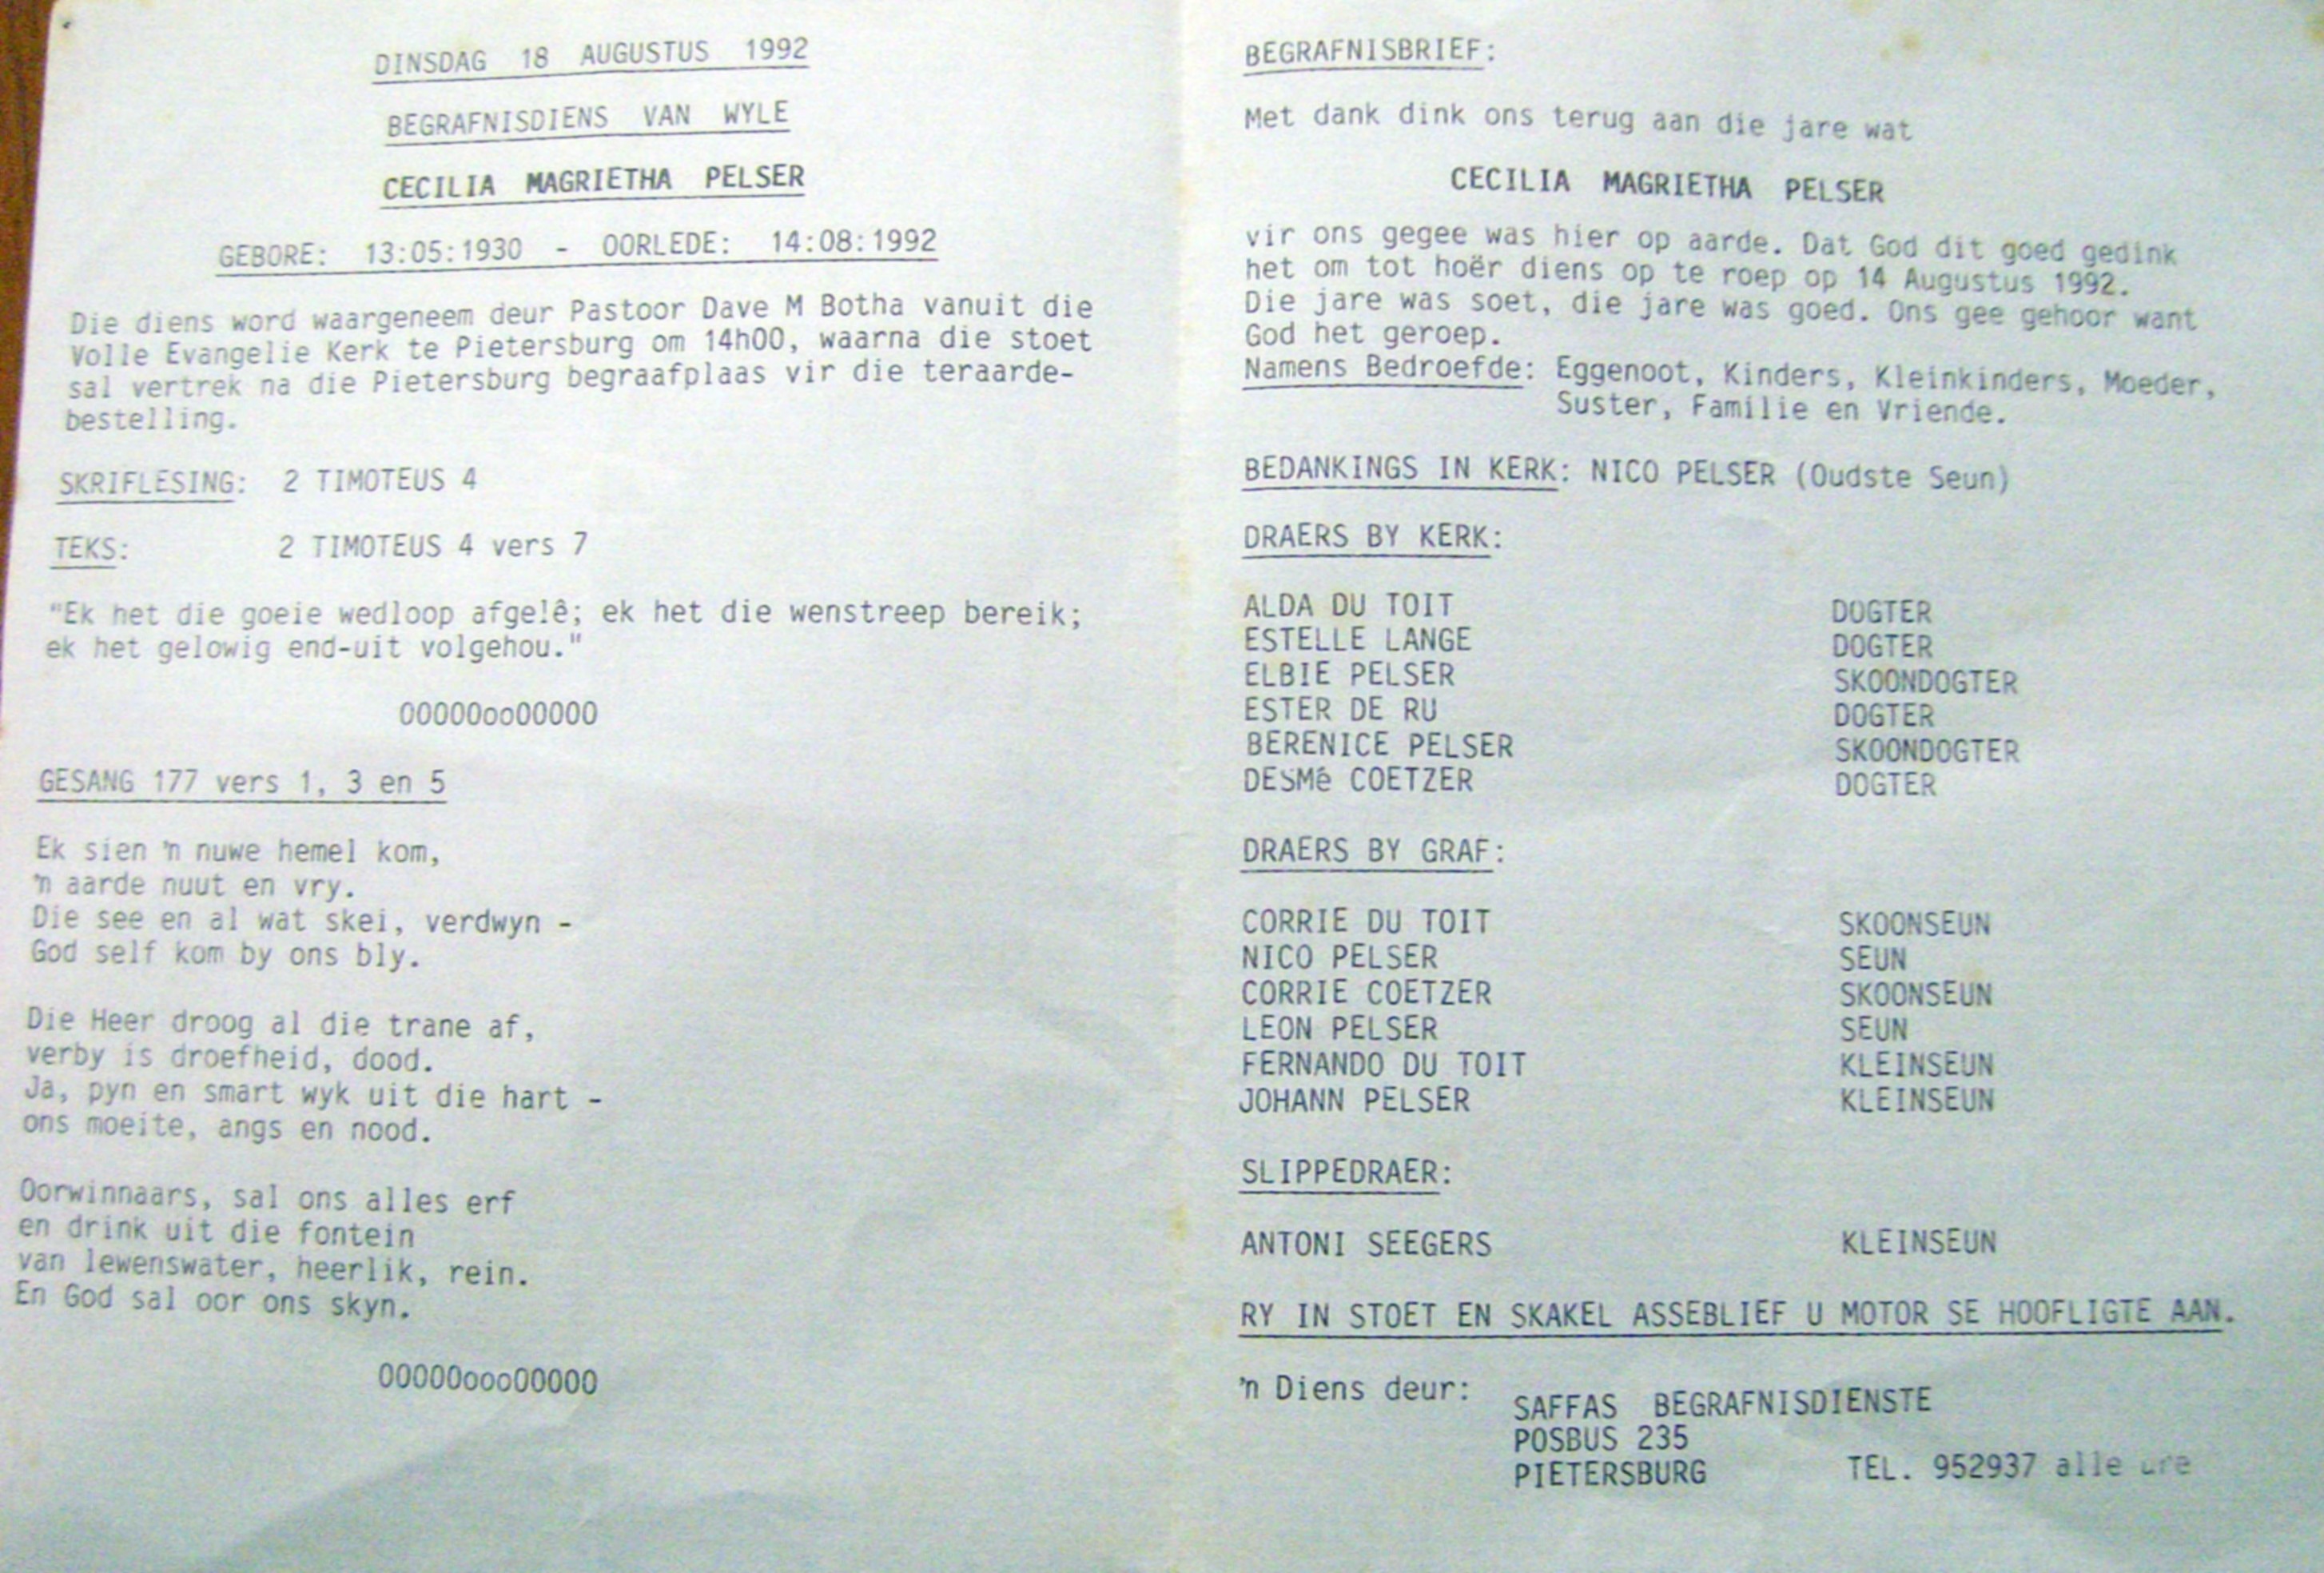 DINSDAG 18 AUGUSTUS 1992
BEGRAFNISDIENS VAN WYLE
CECILIA MAGRIETHA PELSER
GEBORE: 13:05:1930 - OORLEDE: 14:08:1992
Die diens word waargeneem deur Pastoor Dave M Botha vanuit die
Volle Evangelie Kerk te Pietersburg om 14h00, waarna die stoet
sal vertrek na die Pietersburg begraafplaas vir die teraarde-
bestelling.
SKRIFLESING: 2 TIMOTEUS 4
TEKS: 2 TIMOTEUS 4 vers 7
"Ek het die goeie wedloop afgelê; ek het die wenstreep bereik;
ek het gelowig end-uit volgehou."
00000oo00000
GESANG 177 vers 1, 3 en 5
Ek sien 'n nuwe hemel kom,
'n aarde nuut en vry.
Die see en al wat skei, verdwyn -
God self kom by ons bly.
Die Heer droog al die trane af,
verby is droefheid, dood.
Ja, pyn en smart wyk uit die hart -
ons moeite, angs en nood.
Oorwinnaars, sal ons alles erf
en drink uit die fontein
van lewenswater, heerlik, rein.
En God sal oor ons skyn.
00000ooo00000
BEGRAFNISBRIEF:
Met dank dink ons terug aan die jare wat
CECILIA MAGRIETHA PELSER
vir ons gegee was hier op aarde. Dat God dit goed gedink
het om tot hoër diens op te roep op 14 Augustus 1992.
Die jare was soet, die jare was goed. Ons gee gehoor want
God het geroep.
Namens Bedroefde: Eggenoot, Kinders, Kleinkinders, Moeder,
Suster, Familie en Vriende.
BEDANKINGS IN KERK: NICO PELSER (Oudste Seun)
DRAERS BY KERK:
ALDA DU TOIT DOGTER
ESTELLE LANGE DOGTER
ELBIE PELSER SKOONDOGTER
ESTER DE RU DOGTER
BERENICE PELSER SKOONDOGTER
DESMé COETZER DOGTER
DRAERS BY GRAF:
CORRIE DU TOIT SKOONSEUN
NICO PELSER SEUN
CORRIE COETZER SKOONSEUN
LEON PELSER SEUN
FERNANDO DU TOIT KLEINSEUN
JOHANN PELSER KLEINSEUN
SLIPPEDRAER:
ANTONI SEEGERS KLEINSEUN
RY IN STOET EN SKAKEL ASSEBLIEF U MOTOR SE HOOFLIGTE AAN.
'n Diens deur: SAFFAS BEGRAFNISDIENSTE
POSBUS 235
PIETERSBURG TEL. 952937 alle ure